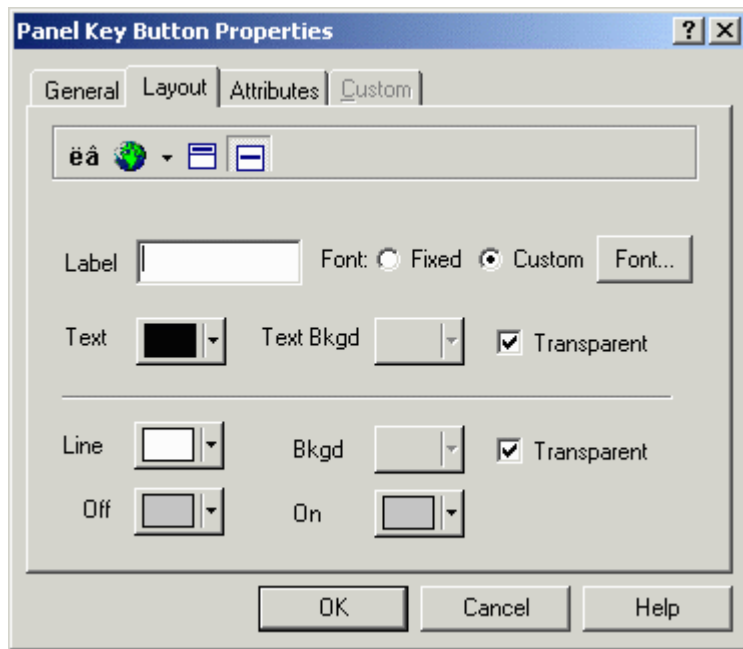 Panel Key Button Properties
General Layout Attributes Custom
ëâ
Label Font: Fixed Custom Font...
Text Text Bkgd Transparent
Line Bkgd Transparent
Off On
OK Cancel Help